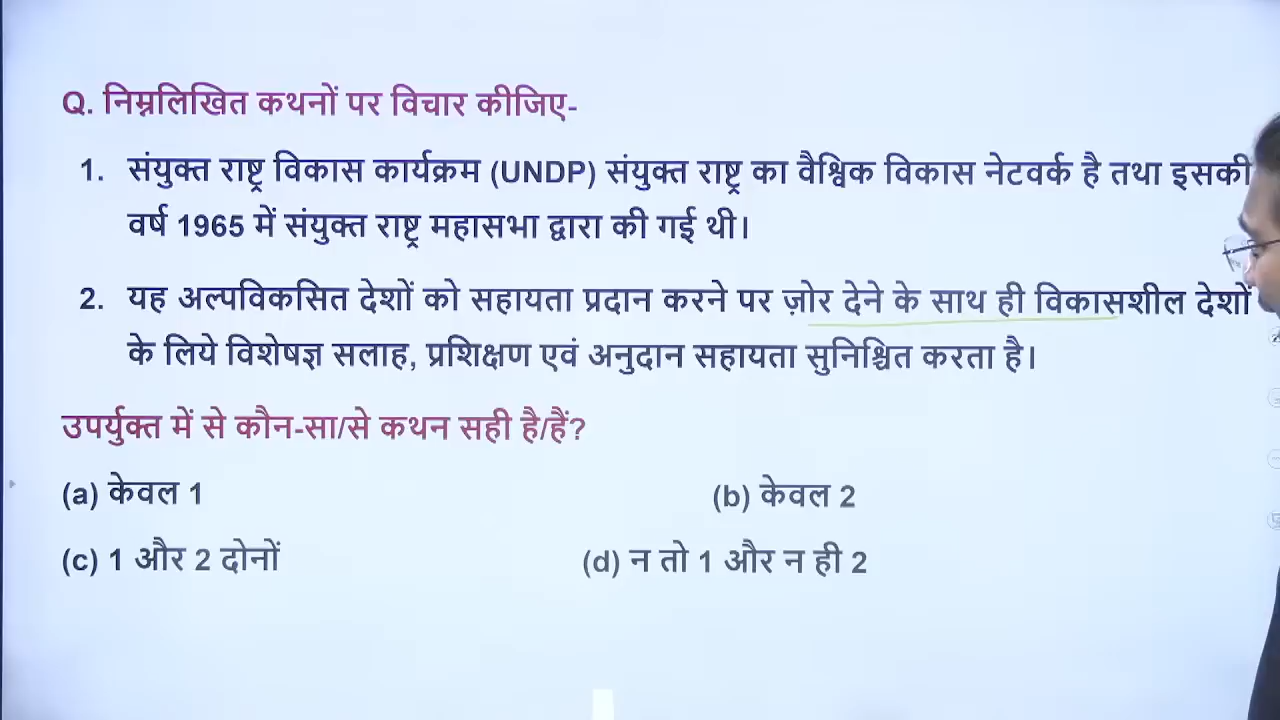 Q. निम्नलिखित कथनों पर विचार कीजिए-
1. संयुक्त राष्ट्र विकास कार्यक्रम (UNDP) संयुक्त राष्ट्र का वैश्विक विकास नेटवर्क है तथा इसकी
वर्ष 1965 में संयुक्त राष्ट्र महासभा द्वारा की गई थी।
2. यह अल्पविकसित देशों को सहायता प्रदान करने पर ज़ोर देने के साथ ही विकासशील देशों
के लिये विशेषज्ञ सलाह, प्रशिक्षण एवं अनुदान सहायता सुनिश्चित करता है।
उपर्युक्त में से कौन-सा/से कथन सही है/हैं?
(a) केवल 1 (b) केवल 2
(c) 1 और 2 दोनों (d) न तो 1 और न ही 2